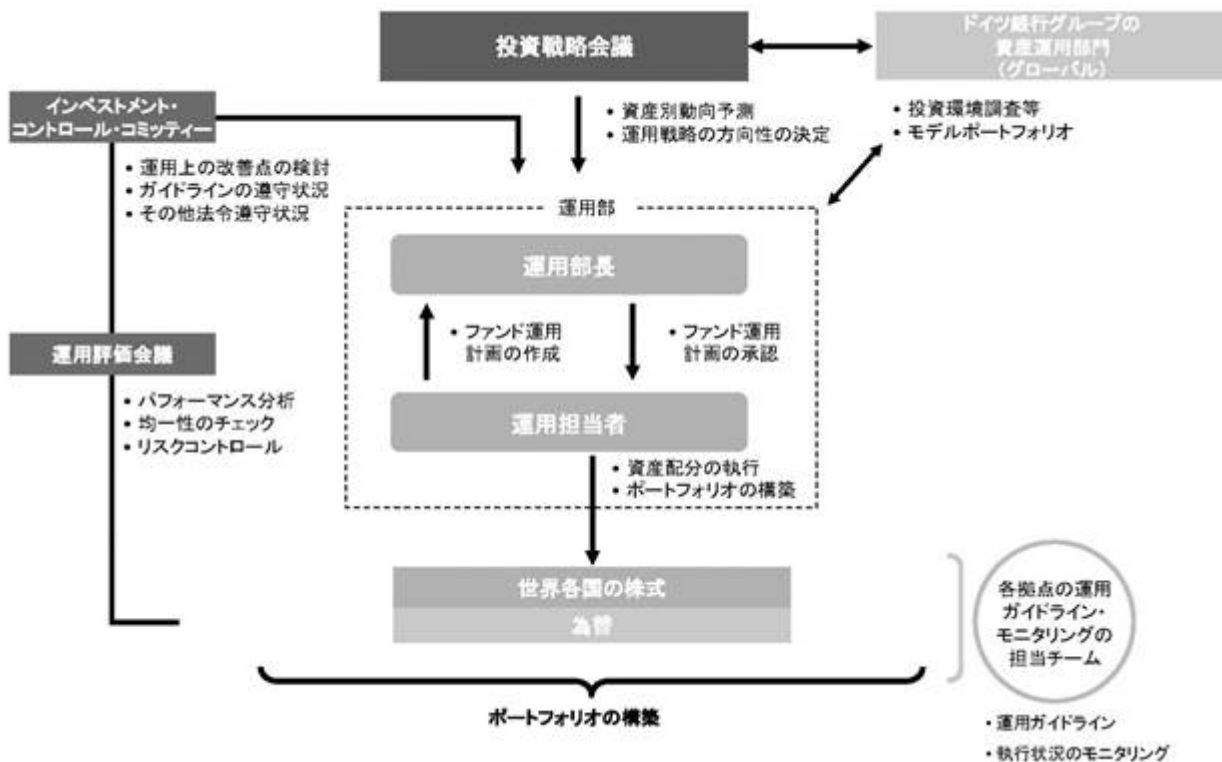 投資戦略会議
ドイツ銀行グループの
資産運用部門
（グローバル）
インベストメント・
コントロール・コミッティー
• 資産別動向予測
• 運用戦略の方向性の決定
• 投資環境調査等
• モデルポートフォリオ
• 運用上の改善点の検討
• ガイドラインの遵守状況
• その他法令遵守状況
運用部
運用部長
• ファンド運用
計画の作成
• ファンド運用
計画の承認
運用評価会議
• パフォーマンス分析
• 均一性のチェック
• リスクコントロール
運用担当者
• 資産配分の執行
• ポートフォリオの構築
世界各国の株式
為替
各拠点の運用
ガイドライン・
モニタリングの
担当チーム
ポートフォリオの構築
• 運用ガイドライン
• 執行状況のモニタリング